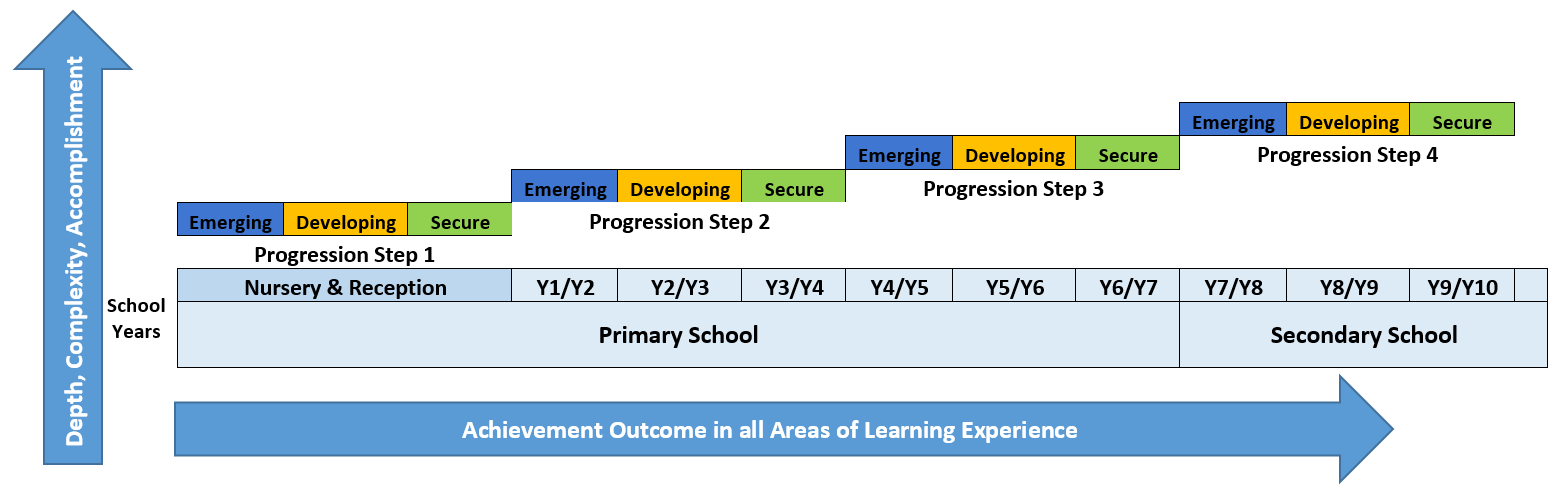 Depth, Complexity, Accomplishment
Emerging Developing Secure
Progression Step 4
Emerging Developing Secure
Progression Step 3
Emerging Developing Secure
Progression Step 2
Emerging Developing Secure
Progression Step 1
School
Years
Nursery & Reception Y1/Y2 Y2/Y3 Y3/Y4 Y4/Y5 Y5/Y6 Y6/Y7 Y7/Y8 Y8/Y9 Y9/Y10
Primary School Secondary School
Achievement Outcome in all Areas of Learning Experience